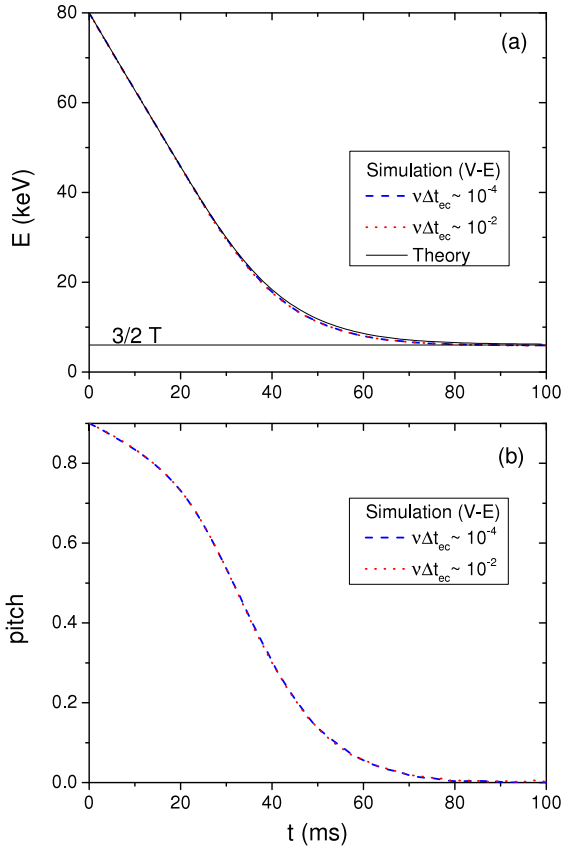 80
(a)
60
Simulation (V-E)
νΔt_ec ~ 10^-4
νΔt_ec ~ 10^-2
Theory
E (keV)
40
20
3/2 T
0
0 20 40 60 80 100
(b)
0.8
Simulation (V-E)
νΔt_ec ~ 10^-4
νΔt_ec ~ 10^-2
0.6
pitch
0.4
0.2
0.0
0 20 40 60 80 100
t (ms)